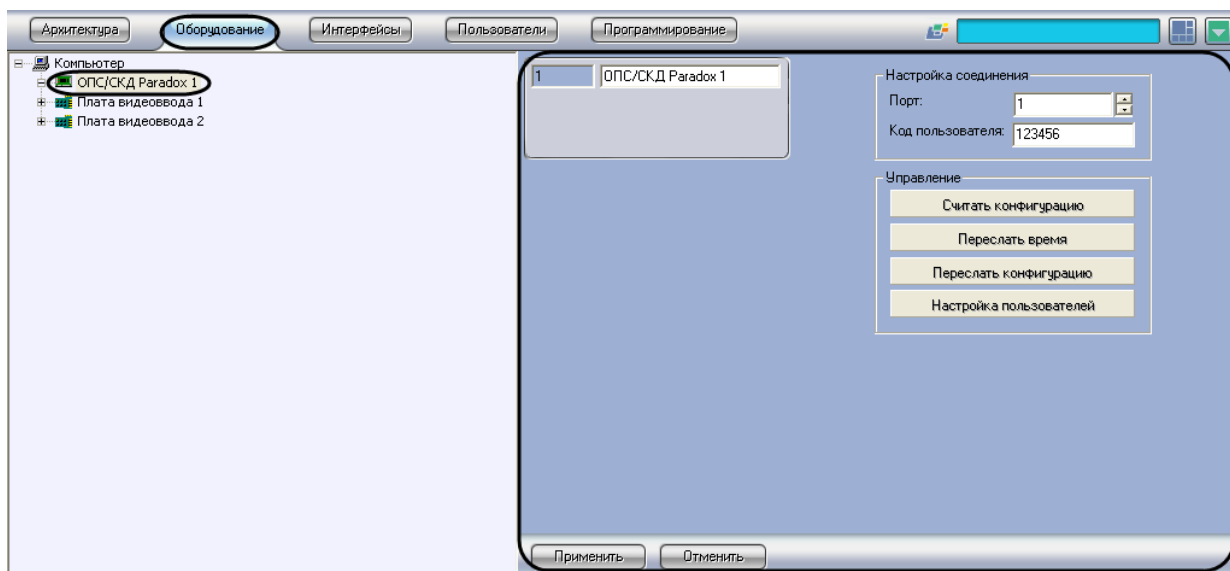 Архитектура
Оборудование
Интерфейсы
Пользователи
Программирование
Компьютер
ОПС/СКД Paradox 1
Плата видеоввода 1
Плата видеоввода 2
1
ОПС/СКД Paradox 1
Настройка соединения
Порт: 1
Код пользователя: 123456
Управление
Считать конфигурацию
Переслать время
Переслать конфигурацию
Настройка пользователей
Применить
Отменить